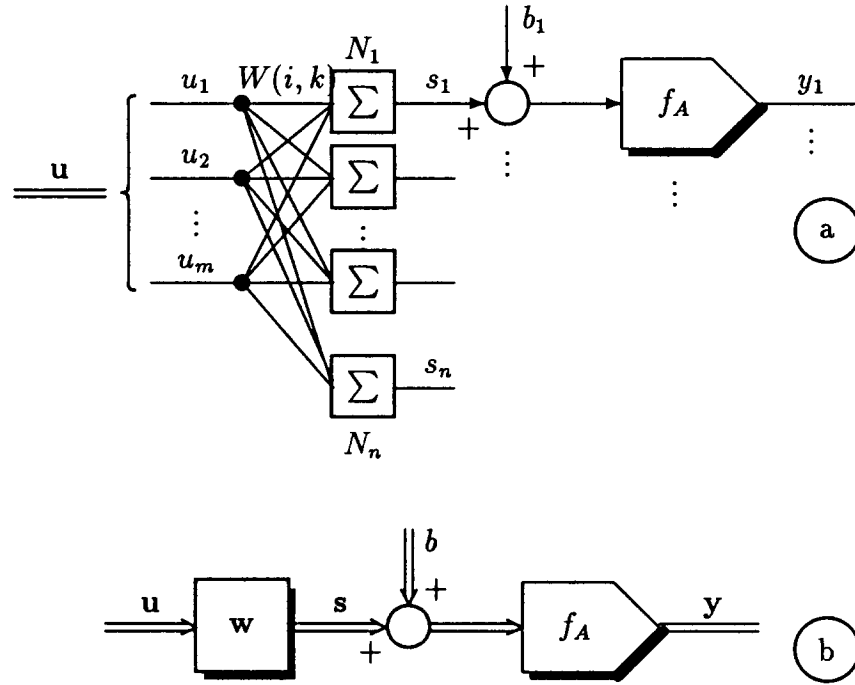 b₁
N₁
u₁ W(i, k) s₁ + y₁
Σ f_A
+
u u₂ ⋮ ⋮
Σ
⋮ ⋮ ⋮
a
u_m
Σ
s_n
Σ
N_n
b
+
u s y
w f_A
+ b